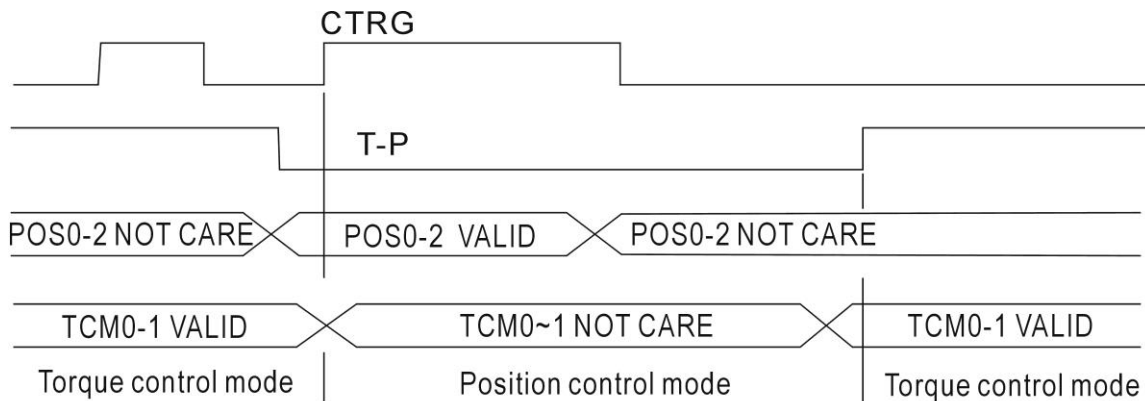 CTRG
T-P
POS0-2 NOT CARE
POS0-2 VALID
POS0-2 NOT CARE
TCM0-1 VALID
TCM0~1 NOT CARE
TCM0-1 VALID
Torque control mode
Position control mode
Torque control mode